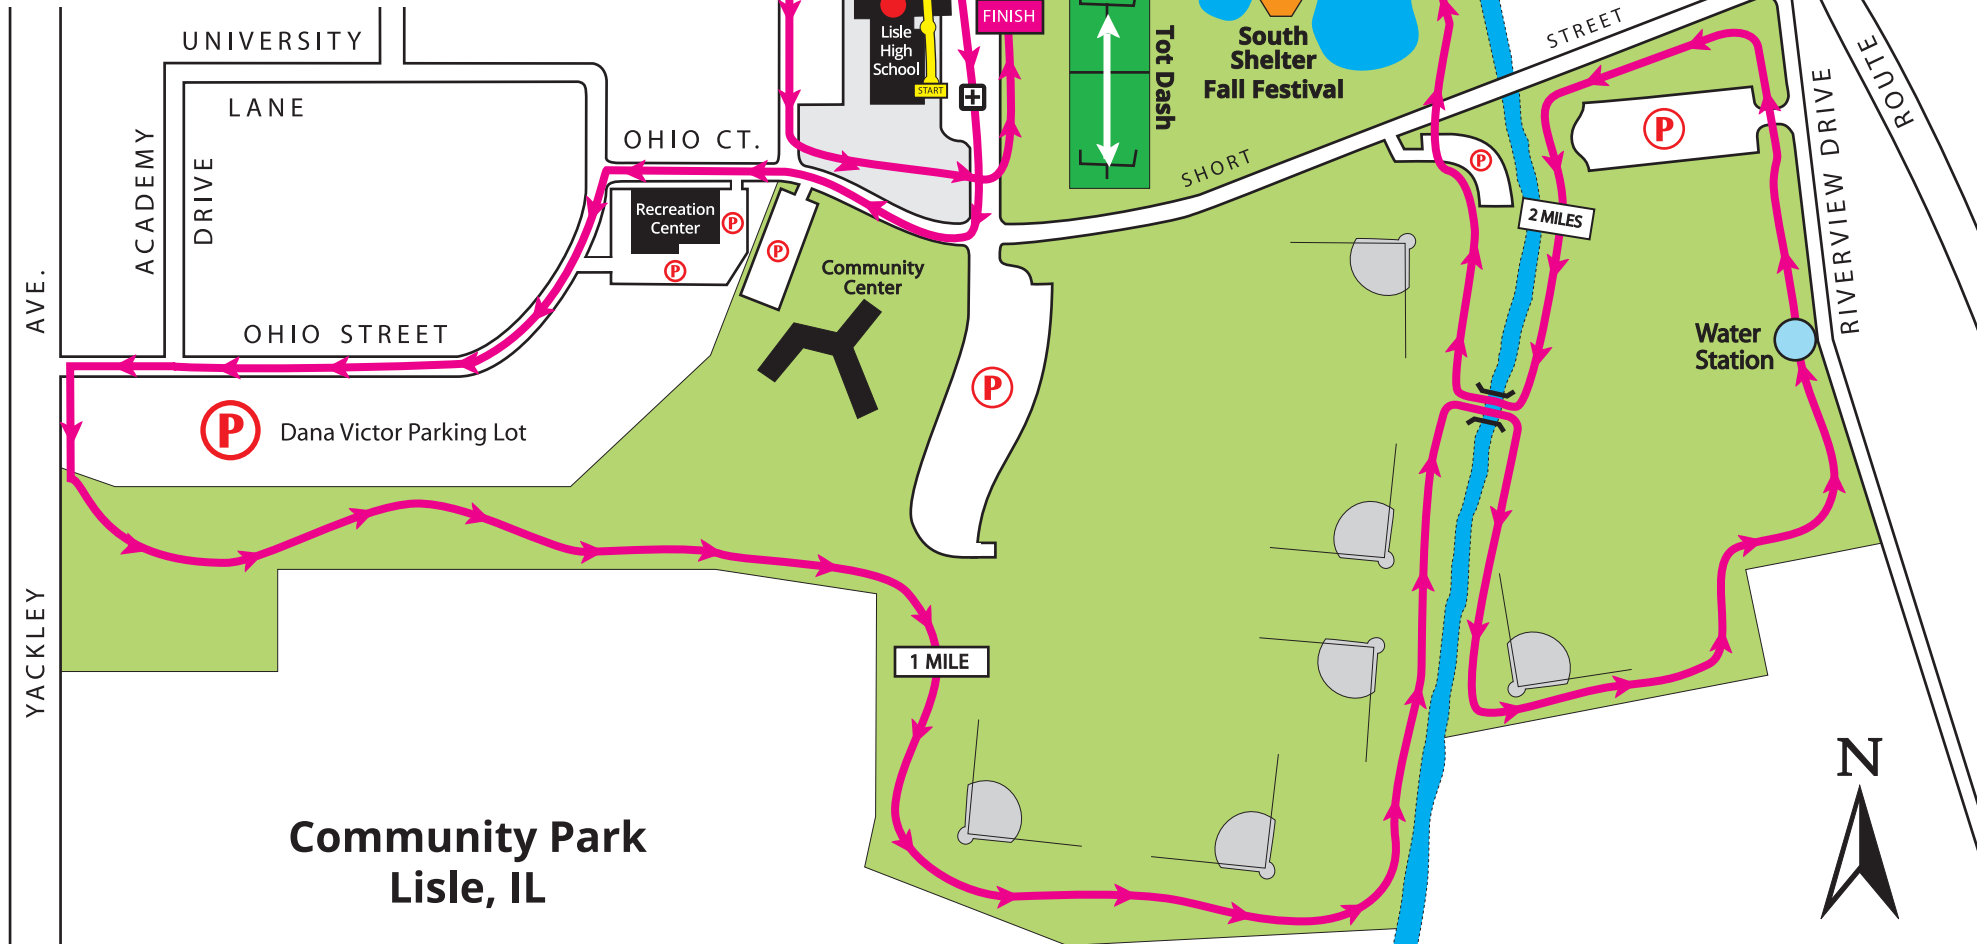 UNIVERSITY
LANE
ACADEMY
DRIVE
OHIO CT.
OHIO STREET
AVE.
YACKLEY
Lisle
High
School
START
FINISH
Tot Dash
South
Shelter
Fall Festival
STREET
SHORT
ROUTE
RIVERVIEW DRIVE
P
P
2 MILES
Recreation
Center
P
P
P
Community
Center
P
Water
Station
P
Dana Victor Parking Lot
1 MILE
Community Park
Lisle, IL
N